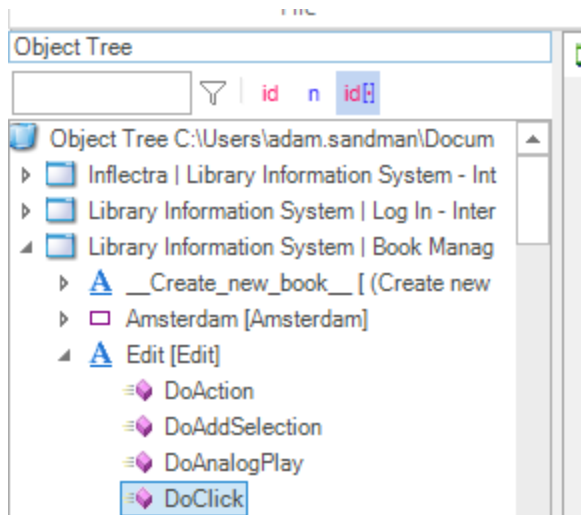 Object Tree
id n id[·]
Object Tree C:\Users\adam.sandman\Docum
Inflectra | Library Information System - Int
Library Information System | Log In - Inter
Library Information System | Book Manag
A __Create_new_book__ [ (Create new
Amsterdam [Amsterdam]
A Edit [Edit]
DoAction
DoAddSelection
DoAnalogPlay
DoClick